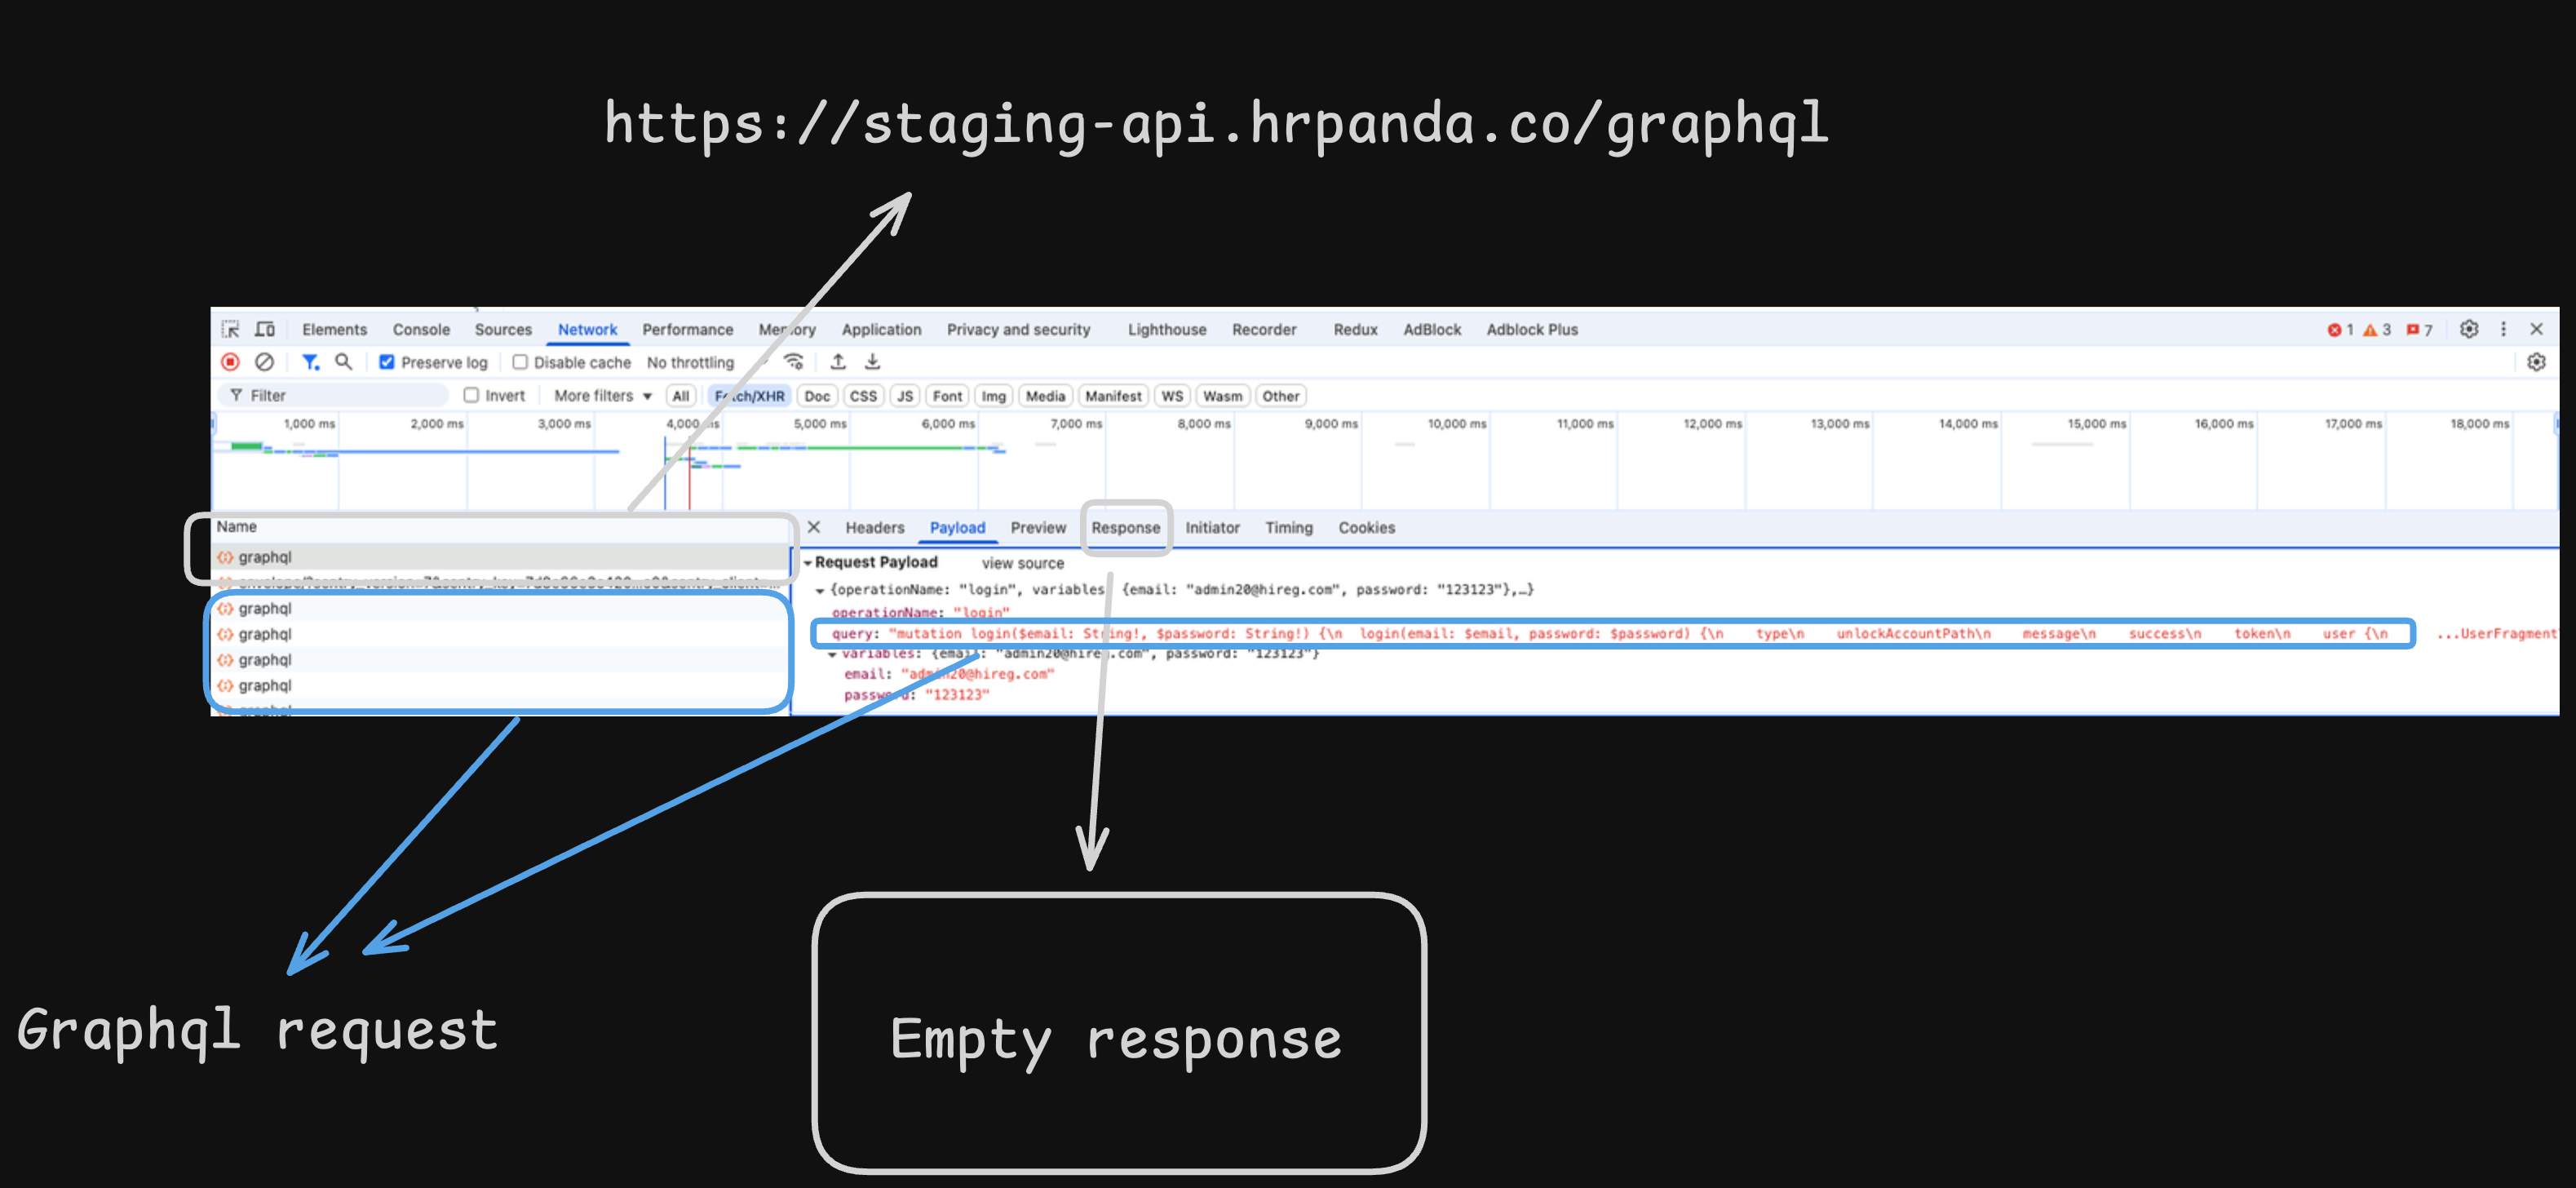 https://staging-api.hrpanda.co/graphql
Elements Console Sources Network Performance Memory Application Privacy and security Lighthouse Recorder Redux AdBlock Adblock Plus 1 3 7
Preserve log Disable cache No throttling
Filter Invert More filters All Fetch/XHR Doc CSS JS Font Img Media Manifest WS Wasm Other
1,000 ms 2,000 ms 3,000 ms 4,000 ms 5,000 ms 6,000 ms 7,000 ms 8,000 ms 9,000 ms 10,000 ms 11,000 ms 12,000 ms 13,000 ms 14,000 ms 15,000 ms 16,000 ms 17,000 ms 18,000 ms
Name
graphql
graphql
graphql
graphql
graphql
graphql
Headers Payload Preview Response Initiator Timing Cookies
Request Payload view source
{operationName: "login", variables: {email: "admin20@hireg.com", password: "123123"},…}
operationName: "login"
query: "mutation login($email: String!, $password: String!) {\n login(email: $email, password: $password) {\n type\n unlockAccountPath\n message\n success\n token\n user {\n ...UserFragment
variables: {email: "admin20@hireg.com", password: "123123"}
email: "admin20@hireg.com"
password: "123123"
Graphql request
Empty response